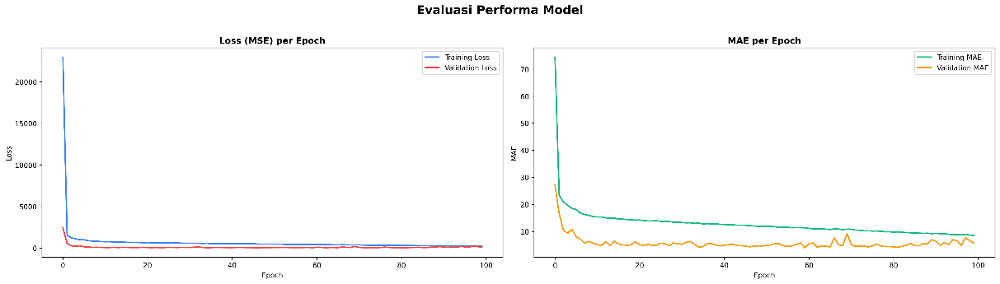 Evaluasi Performa Model
Loss (MSE) per Epoch
Training Loss
Validation Loss
Loss
20000
15000
10000
5000
0
0 20 40 60 80 100
Epoch
MAE per Epoch
Training MAE
Validation MAE
MAE
70
60
50
40
30
20
10
0 20 40 60 80 100
Epoch